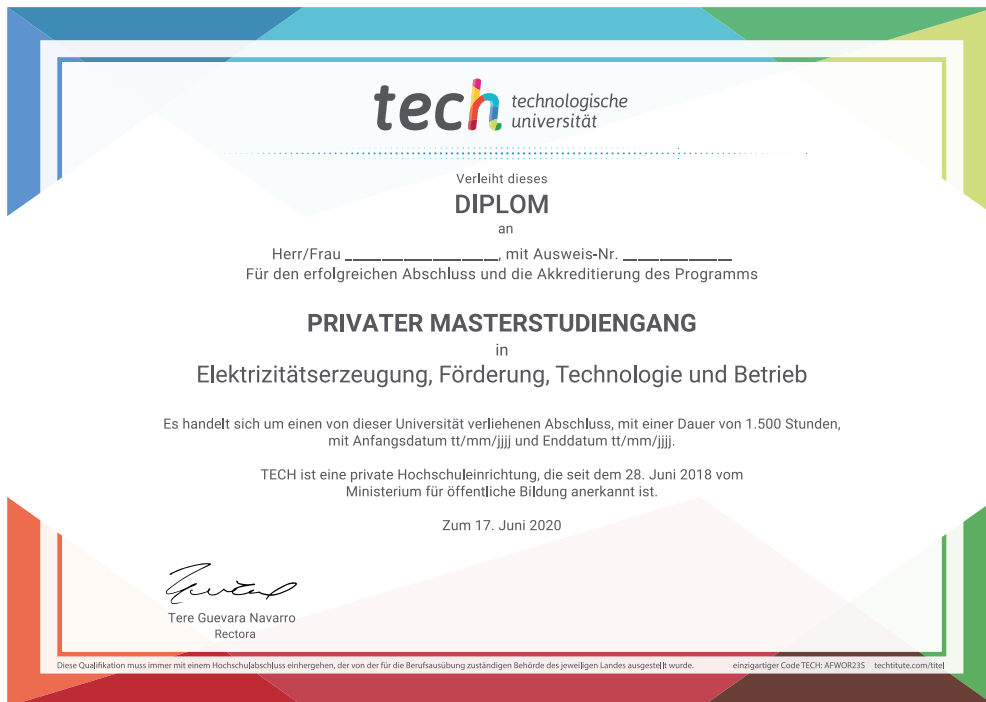 tech technologische
universität
Verleiht dieses
DIPLOM
an
Herr/Frau ____________________, mit Ausweis-Nr. ______________
Für den erfolgreichen Abschluss und die Akkreditierung des Programms
PRIVATER MASTERSTUDIENGANG
in
Elektrizitätserzeugung, Förderung, Technologie und Betrieb
Es handelt sich um einen von dieser Universität verliehenen Abschluss, mit einer Dauer von 1.500 Stunden,
mit Anfangsdatum tt/mm/jjjj und Enddatum tt/mm/jjjj.
TECH ist eine private Hochschuleinrichtung, die seit dem 28. Juni 2018 vom
Ministerium für öffentliche Bildung anerkannt ist.
Zum 17. Juni 2020
Tere Guevara Navarro
Rectora
Diese Qualifikation muss immer mit einem Hochschulabschluss einhergehen, der von der für die Berufsausübung zuständigen Behörde des jeweiligen Landes ausgestellt wurde. einzigartiger Code TECH: AFWOR23S techtitute.com/titel